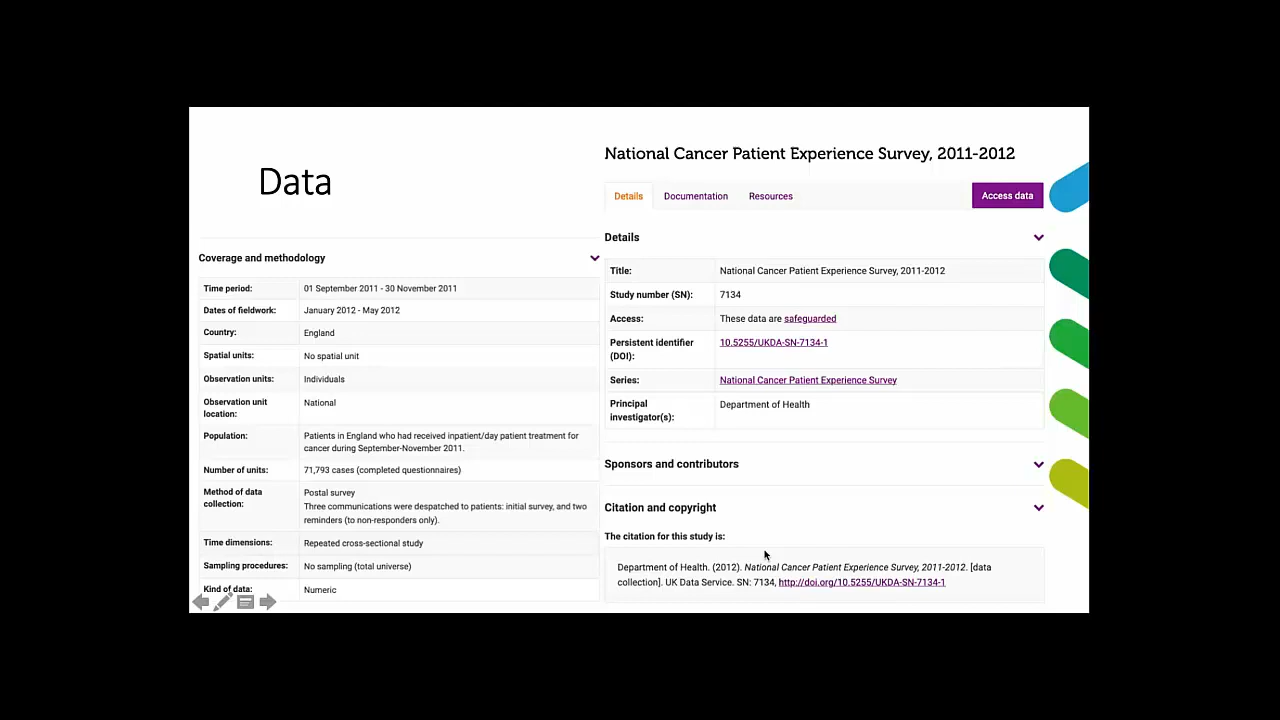 Data
Coverage and methodology
Time period: 01 September 2011 - 30 November 2011
Dates of fieldwork: January 2012 - May 2012
Country: England
Spatial units: No spatial unit
Observation units: Individuals
Observation unit National
location:
Population: Patients in England who had received inpatient/day patient treatment for
cancer during September-November 2011.
Number of units: 71,793 cases (completed questionnaires)
Method of data Postal survey
collection: Three communications were despatched to patients: initial survey, and two
reminders (to non-responders only).
Time dimensions: Repeated cross-sectional study
Sampling procedures: No sampling (total universe)
Kind of data: Numeric
National Cancer Patient Experience Survey, 2011-2012
Details Documentation Resources Access data
Details
Title: National Cancer Patient Experience Survey, 2011-2012
Study number (SN): 7134
Access: These data are safeguarded
Persistent identifier 10.5255/UKDA-SN-7134-1
(DOI):
Series: National Cancer Patient Experience Survey
Principal Department of Health
investigator(s):
Sponsors and contributors
Citation and copyright
The citation for this study is:
Department of Health. (2012). National Cancer Patient Experience Survey, 2011-2012. [data
collection]. UK Data Service. SN: 7134, http://doi.org/10.5255/UKDA-SN-7134-1